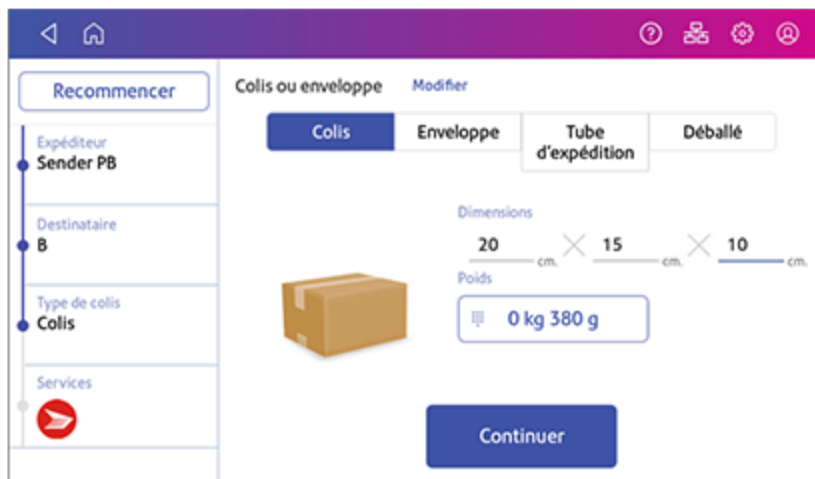 Recommencer
Expéditeur
Sender PB
Destinataire
B
Type de colis
Colis
Services
Colis ou enveloppe Modifier
Colis Enveloppe Tube d'expédition Déballé
Dimensions
20 cm. 15 cm. 10 cm.
Poids
0 kg 380 g
Continuer